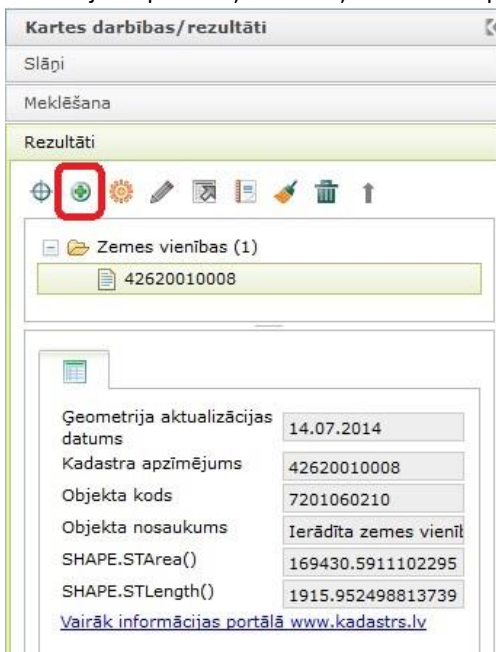 Kartes darbības/rezultāti
Slāņi
Meklēšana
Rezultāti
Zemes vienības (1)
42620010008
Ģeometrija aktualizācijas datums 14.07.2014
Kadastra apzīmējums 42620010008
Objekta kods 7201060210
Objekta nosaukums Ierādīta zemes vienīb
SHAPE.STArea() 169430.5911102295
SHAPE.STLength() 1915.952498813739
Vairāk informācijas portālā www.kadastrs.lv